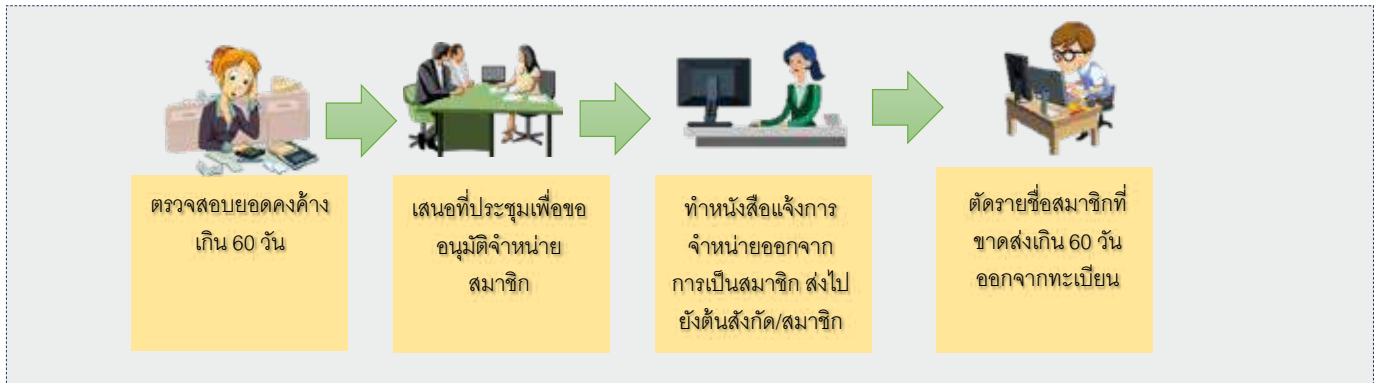 ตรวจสอบยอดคงค้าง
เกิน 60 วัน
เสนอที่ประชุมเพื่อขอ
อนุมัติจำหน่าย
สมาชิก
ทำหนังสือแจ้งการ
จำหน่ายออกจาก
การเป็นสมาชิก ส่งไป
ยังต้นสังกัด/สมาชิก
ตัดรายชื่อสมาชิกที่
ขาดส่งเกิน 60 วัน
ออกจากทะเบียน